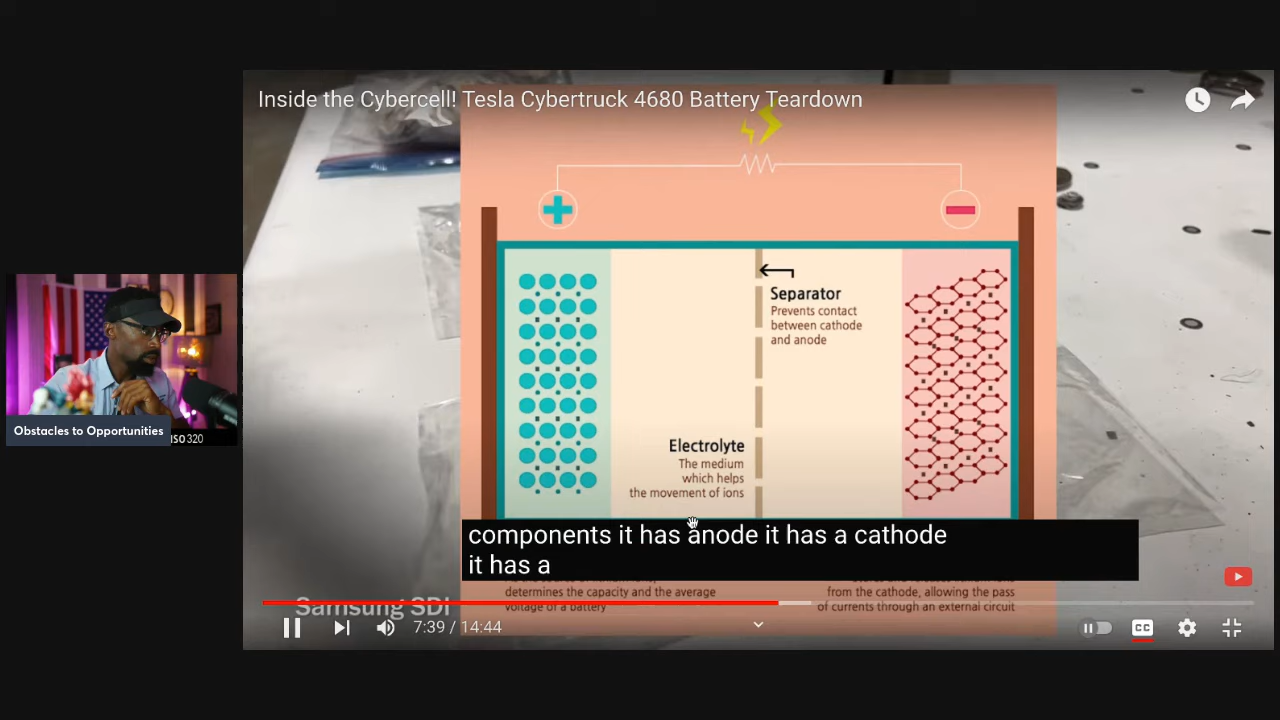 Inside the Cybercell! Tesla Cybertruck 4680 Battery Teardown
Separator
Prevents contact
between cathode
and anode
Electrolyte
The medium
which helps
the movement of ions
Obstacles to Opportunities
ISO 320
components it has anode it has a cathode
it has a
determines the capacity and the average
voltage of a battery
from the cathode, allowing the pass
of currents through an external circuit
Samsung SDI
7:39 / 14:44
CC